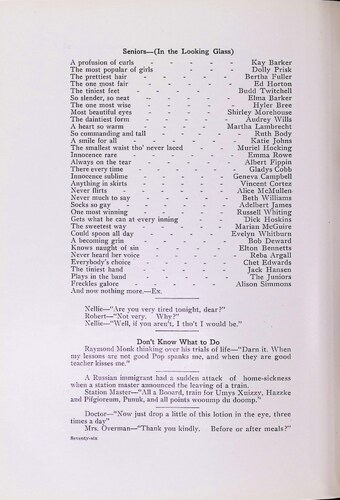 Seniors—(In the Looking Glass)
A profusion of curls - - - - Kay Barker
The most popular of girls - - - - Dolly Prisk
The prettiest hair - - - - Bertha Fuller
The one most fair - - - - Ed Horton
The tiniest feet - - - - Budd Twitchell
So slender, so neat - - - - Elma Barker
The one most wise - - - - Hyler Bree
Most beautiful eyes - - - - Shirley Morehouse
The daintiest form - - - - Audrey Wills
A heart so warm - - - - Martha Lambrecht
So commanding and tall - - - - Ruth Body
A smile for all - - - - Katie Johns
The smallest waist tho' never laced - - - - Muriel Hocking
Innocence rare - - - - Emma Rowe
Always on the tear - - - - Albert Fippin
There every time - - - - Gladys Cobb
Innocence sublime - - - - Geneva Campbell
Anything in skirts - - - - Vincent Cortez
Never flirts - - - - Alice McMullen
Never much to say - - - - Beth Williams
Socks so gay - - - - Adelbert James
One most winning - - - - Russell Whiting
Gets what he can at every inning - - - - Dick Hoskins
The sweetest way - - - - Marian McGuire
Could spoon all day - - - - Evelyn Whithurn
A becoming grin - - - - Bob Deward
Knows naught of sin - - - - Elton Bennetts
Never heard her voice - - - - Reba Argall
Everybody's choice - - - - Chet Edwards
The tiniest hand - - - - Jack Hansen
Plays in the band - - - - The Juniors
Freckles galore - - - - Alison Simmons
And now nothing more.—Ex.
Nellie—"Are you very tired tonight, dear?"
Robert—"Not very. Why?"
Nellie—"Well, if you aren't, I tho't I would be."
Don't Know What to Do
Raymond Monk thinking over his trials of life—"Darn it. When
my lessons are not good Pop spanks me, and when they are good
teacher kisses me."
A Russian immigrant had a sudden attack of home-sickness
when a station master announced the leaving of a train.
Station Master—"All a Booard, train for Umys Xuizzy, Hazzke
and Pilgioreum, Punuk, and all points wooump du doomp."
Doctor—"Now just drop a little of this lotion in the eye, three
times a day"
Mrs. Overman—"Thank you kindly. Before or after meals?"
Seventy-six